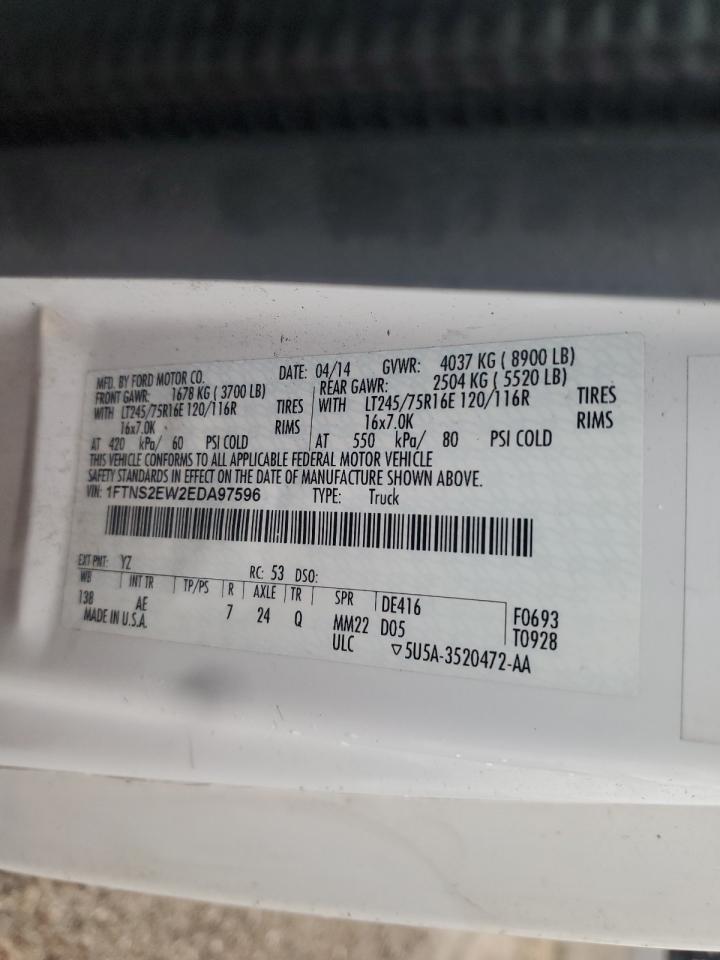 MFD. BY FORD MOTOR CO. DATE: 04/14 GVWR: 4037 KG ( 8900 LB)
FRONT GAWR: 1678 KG ( 3700 LB) REAR GAWR: 2504 KG ( 5520 LB)
WITH LT245/75R16E 120/116R TIRES WITH LT245/75R16E 120/116R TIRES
16x7.0K RIMS 16x7.0K RIMS
AT 420 kPa/ 60 PSI COLD AT 550 kPa/ 80 PSI COLD
THIS VEHICLE CONFORMS TO ALL APPLICABLE FEDERAL MOTOR VEHICLE
SAFETY STANDARDS IN EFFECT ON THE DATE OF MANUFACTURE SHOWN ABOVE.
VIN: 1FTNS2EW2EDA97596 TYPE: Truck
EXT PNT: YZ RC: 53 DSO:
WB INT TR TP/PS R AXLE TR SPR DE416 F0693
138 AE 7 24 Q MM22 D05 T0928
MADE IN U.S.A. ULC ▽5U5A-3520472-AA